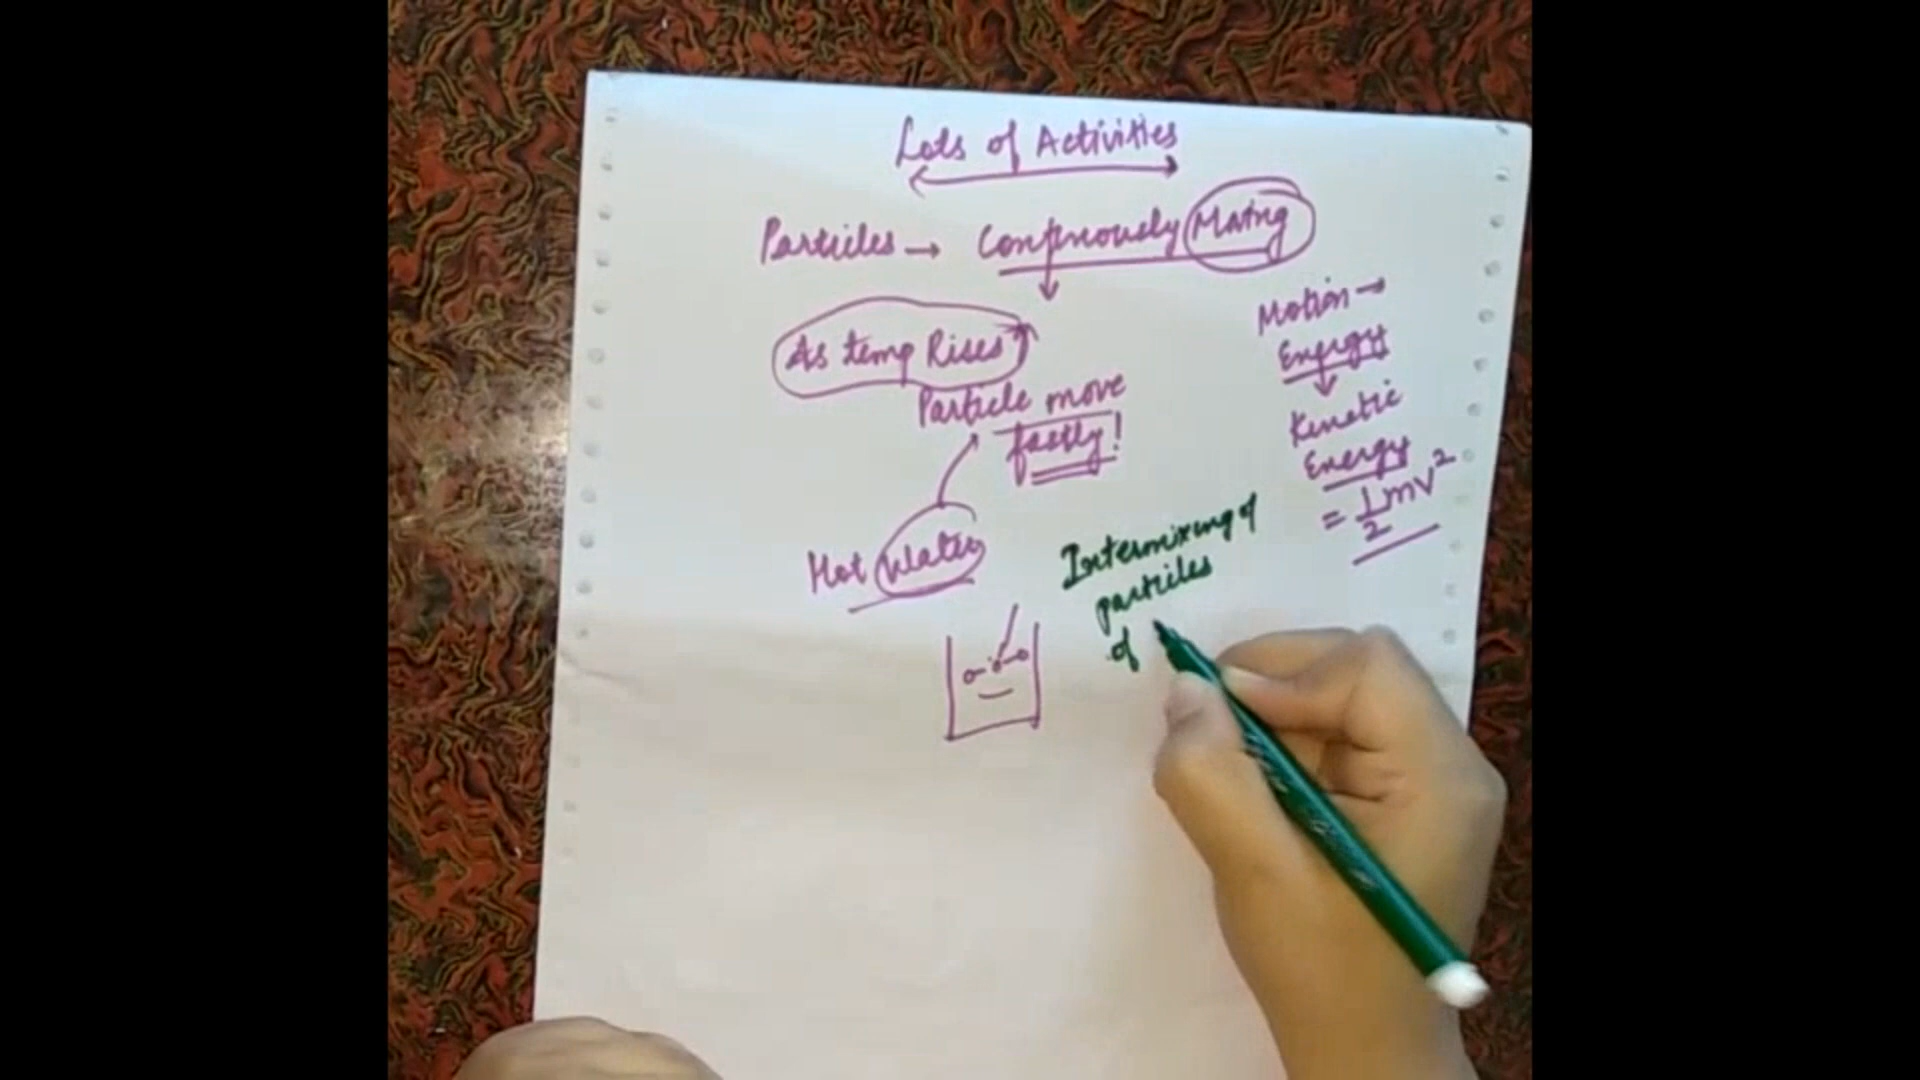 Lots of Activities
Particles → Continuously Moving
As temp Rises ↑
Particle move
fastly!
Motion →
Energy
Kinetic
Energy
= 1/2 mv²
Hot Water
Intermixing of
particles
of